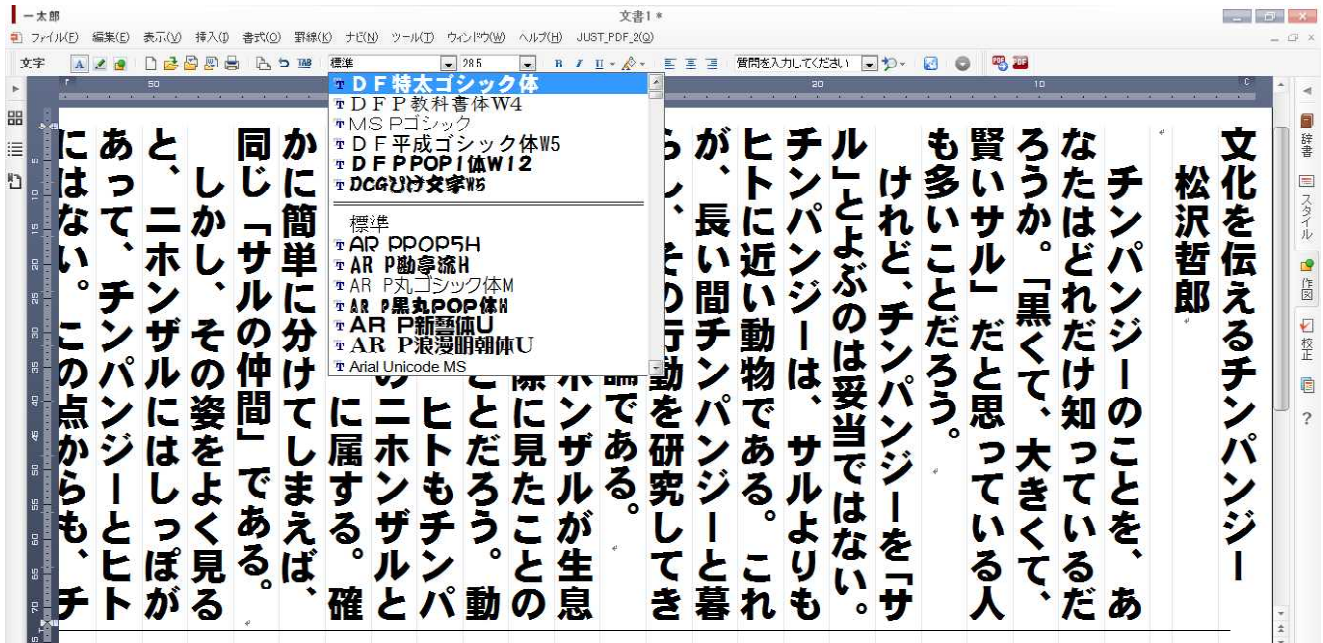 一太郎
文書1 *
ファイル(F) 編集(E) 表示(V) 挿入(I) 書式(O) 罫線(K) ナビ(N) ツール(T) ウィンドウ(W) ヘルプ(H) JUST_PDF_2(Q)
文字 標準 28.5 質問を入力してください
DF特太ゴシック体
DFP教科書体W4
MS Pゴシック
DF平成ゴシック体W5
DFPPOP1体W12
DCGひげ文字W5
標準
AR PPOP5H
AR P勘亭流H
AR P丸ゴシック体M
AR P黒丸POP体H
AR P新藝体U
AR P浪漫明朝体U
Arial Unicode MS
50 20 10
文化を伝えるチンパンジー
松沢哲郎
チンパンジーのことを、あ
なたはどれだけ知っているだ
ろうか。「黒くて、大きくて、
賢いサル」だと思っている人
も多いことだろう。
けれど、チンパンジーを「サ
ル」とよぶのは妥当ではない。
チンパンジーは、サルよりも
ヒトに近い動物である。これ
が、長い間チンパンジーと暮
らし、その行動を研究してき
論である。
ホンザルが生息
際に見たことの
とだろう。動
ヒトもチンパ
のニホンザルと
に属する。確
かに簡単に分けてしまえば、
同じ「サルの仲間」である。
しかし、その姿をよく見る
と、ニホンザルにはしっぽが
あって、チンパンジーとヒト
にはない。この点からも、チ
辞書
スタイル
作図
校正